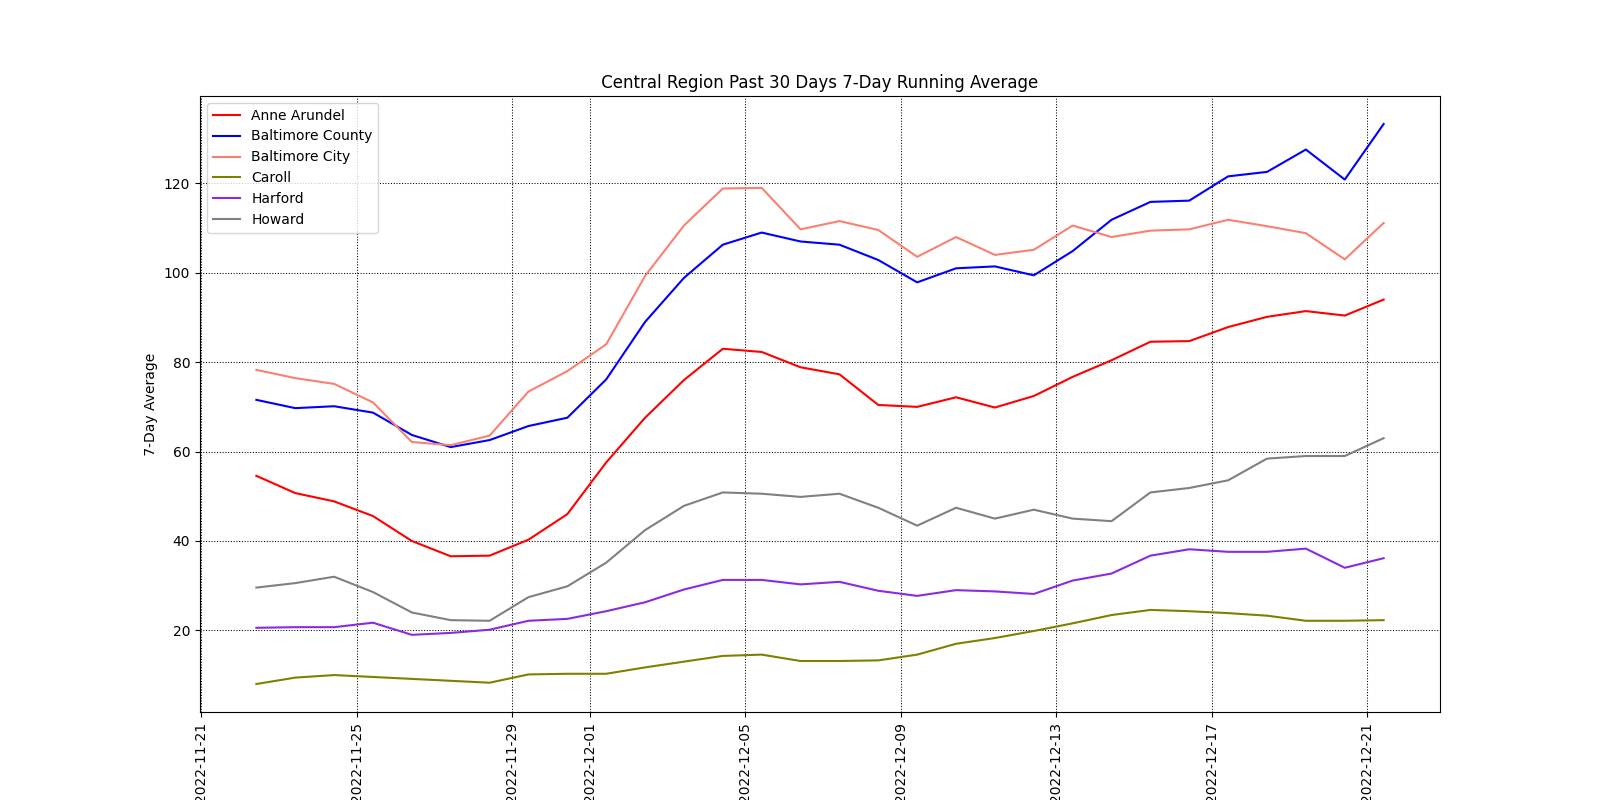 Central Region Past 30 Days 7-Day Running Average
Anne Arundel
Baltimore County
Baltimore City
Caroll
Harford
Howard
120
100
80
60
40
20
7-Day Average
2022-11-21
2022-11-25
2022-11-29
2022-12-01
2022-12-05
2022-12-09
2022-12-13
2022-12-17
2022-12-21